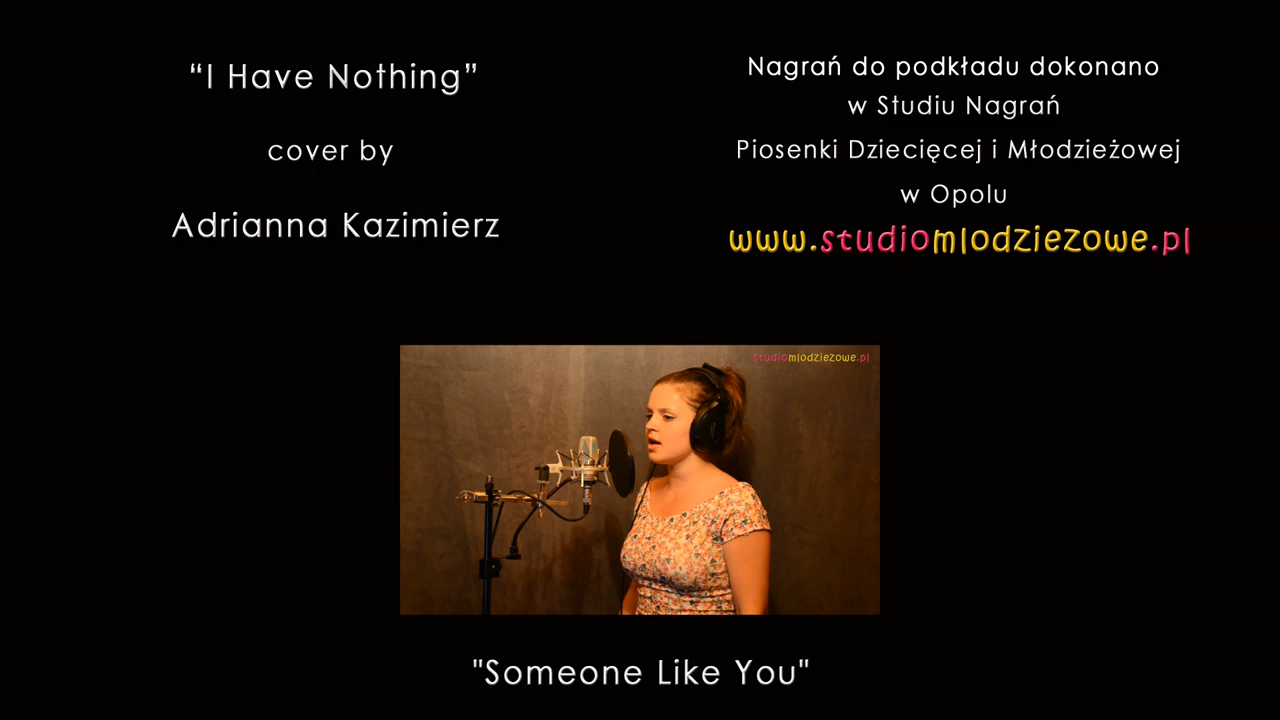 “I Have Nothing”
cover by
Adrianna Kazimierz
Nagrań do podkładu dokonano
w Studiu Nagrań
Piosenki Dziecięcej i Młodzieżowej
w Opolu
www.studiomlodziezowe.pl
studiomlodziezowe.pl
"Someone Like You"